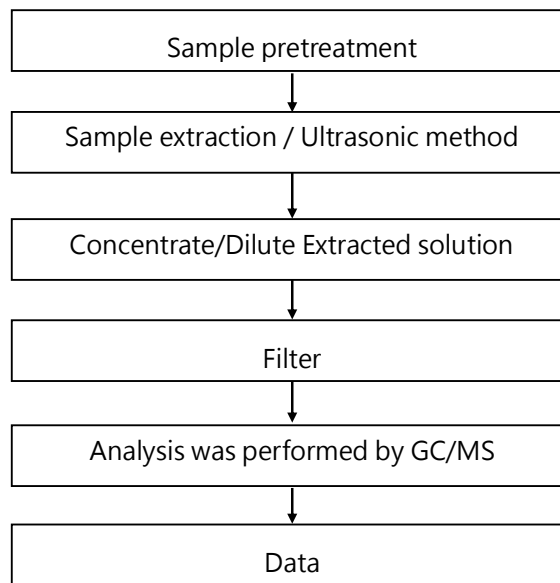 Sample pretreatment
Sample extraction / Ultrasonic method
Concentrate/Dilute Extracted solution
Filter
Analysis was performed by GC/MS
Data